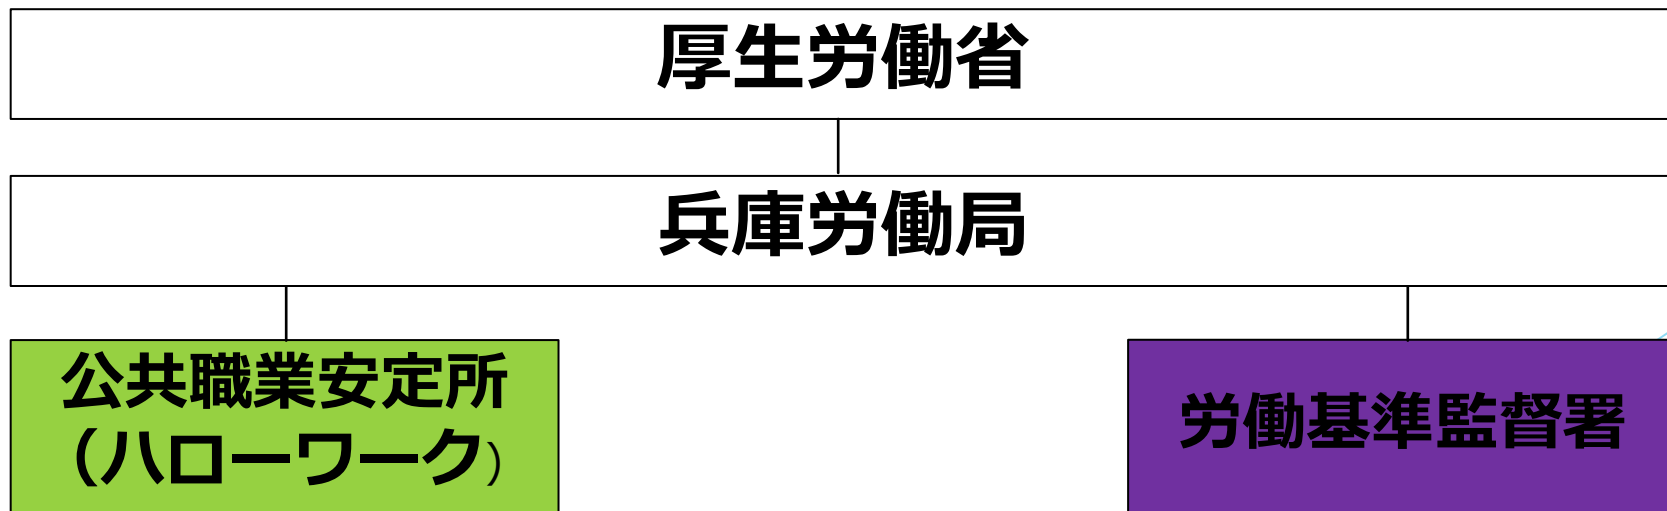 厚生労働省
兵庫労働局
公共職業安定所
（ハローワーク）
労働基準監督署